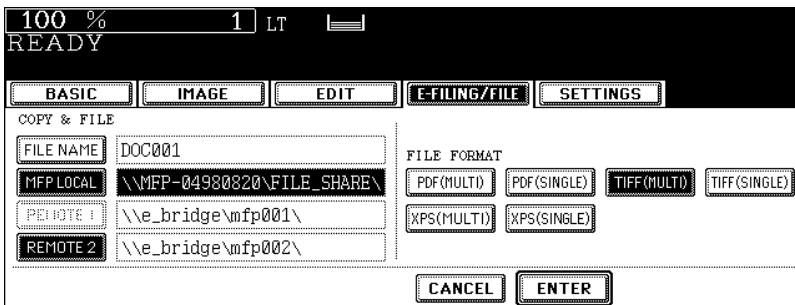 100 % 1 LT
READY
BASIC IMAGE EDIT E-FILING/FILE SETTINGS
COPY & FILE
FILE NAME DOC001
MFP LOCAL \\MFP-04980820\FILE_SHARE\
REMOTE 1 \\e_bridge\mfp001\
REMOTE 2 \\e_bridge\mfp002\
FILE FORMAT
PDF(MULTI) PDF(SINGLE) TIFF(MULTI) TIFF(SINGLE)
XPS(MULTI) XPS(SINGLE)
CANCEL ENTER